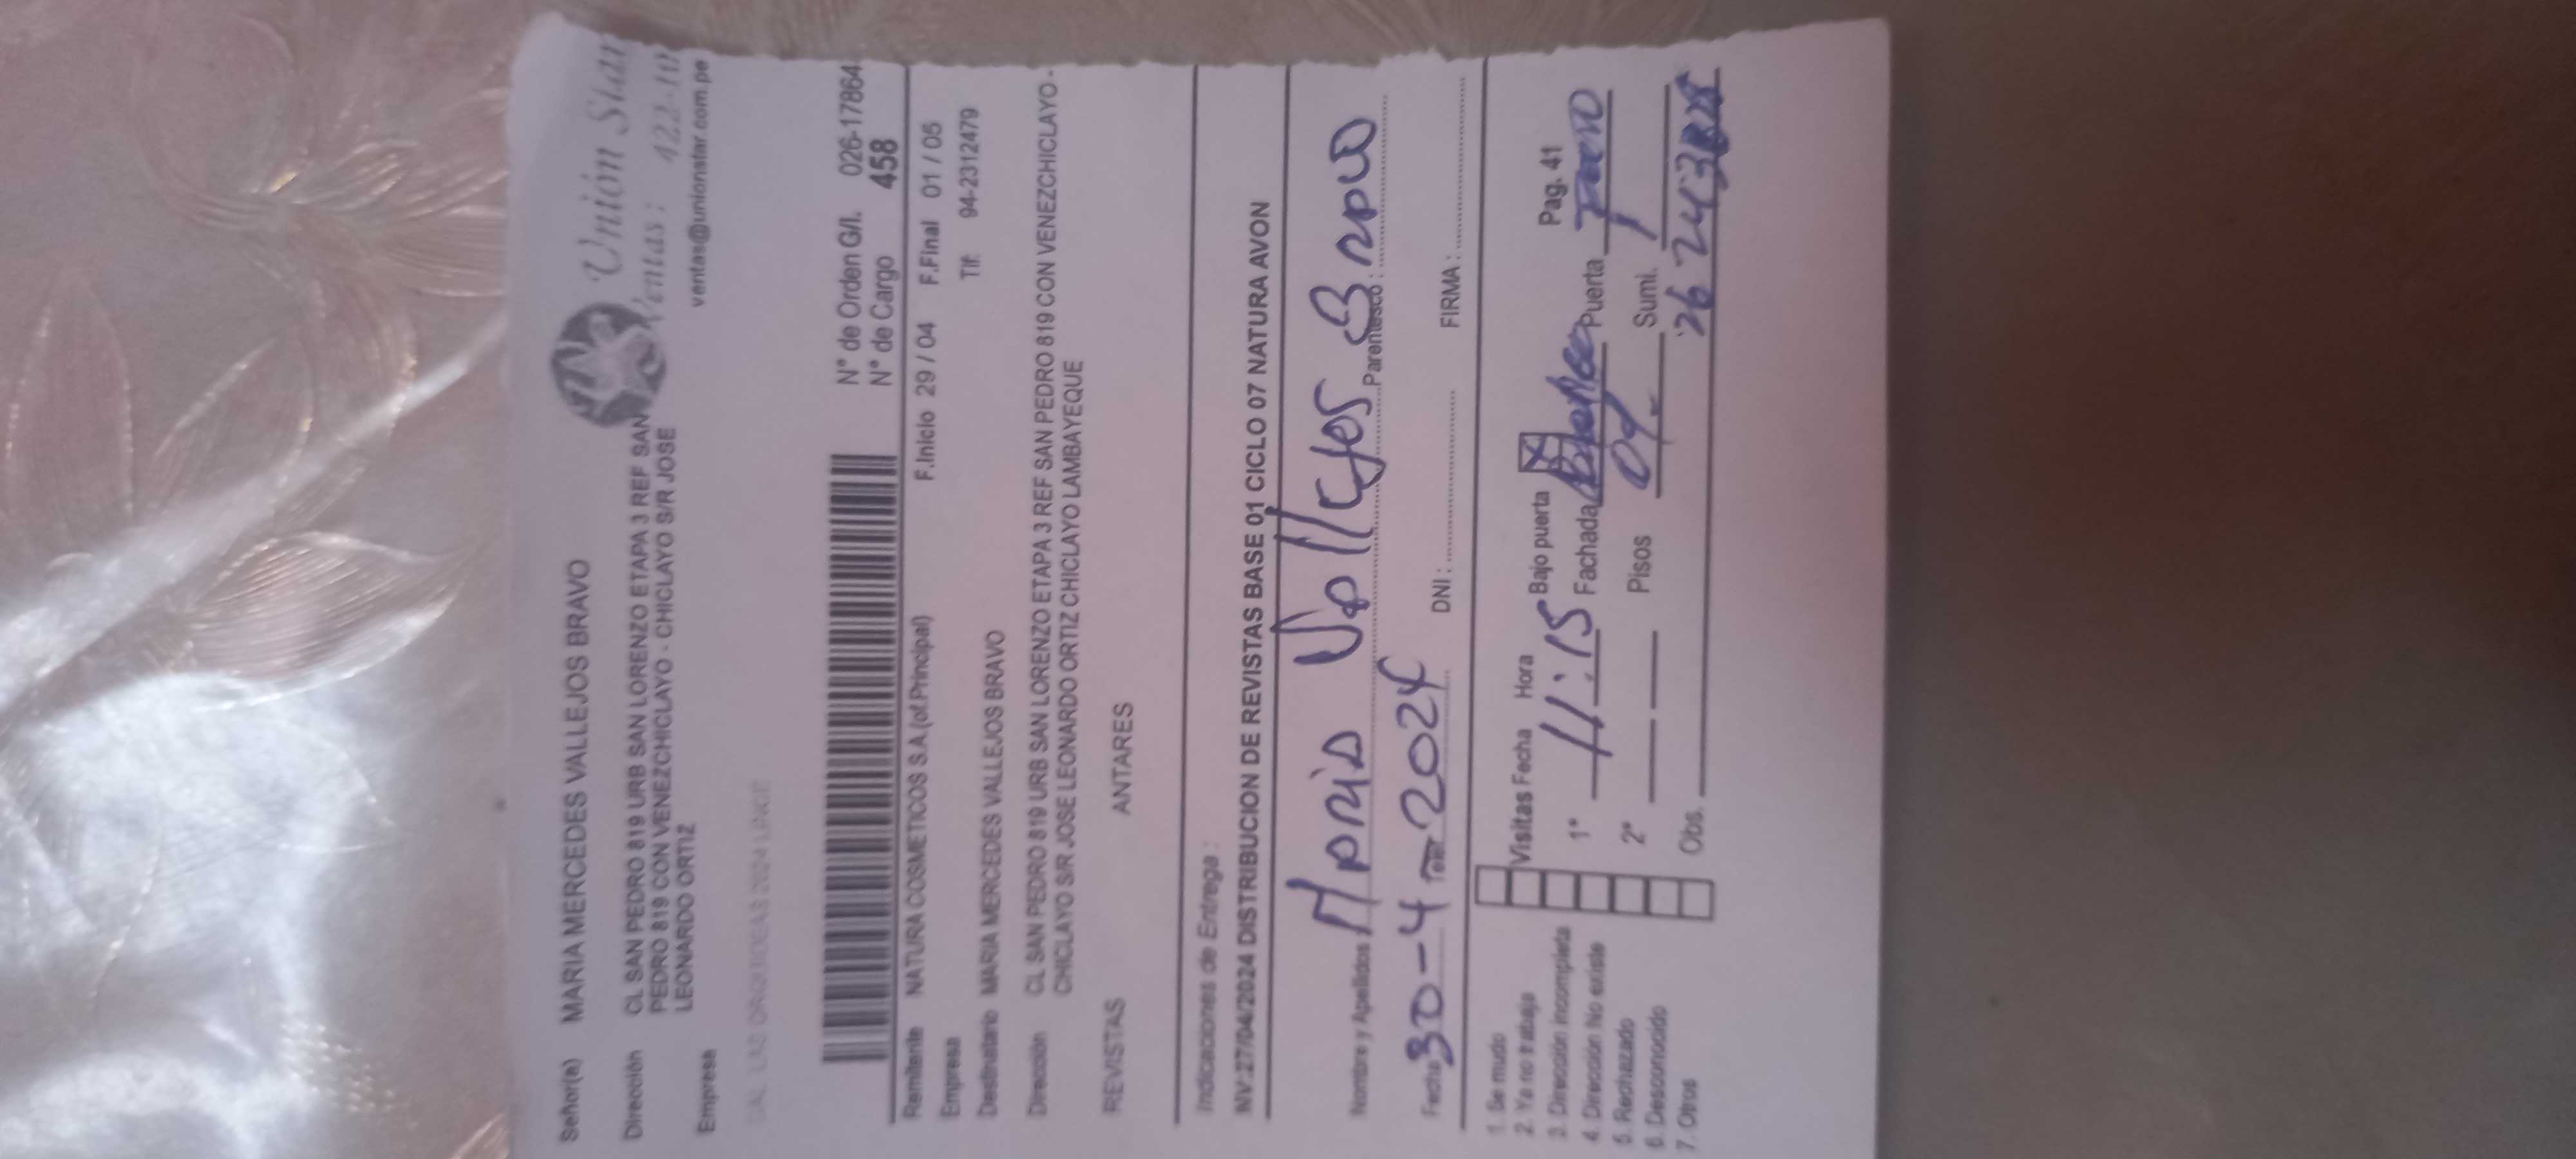 Señor(a) MARIA MERCEDES VALLEJOS BRAVO
Unión Star
Ventas : 422-10
ventas@unionstar.com.pe
Dirección CL SAN PEDRO 819 URB SAN LORENZO ETAPA 3 REF SAN
PEDRO 819 CON VENEZCHICLAYO - CHICLAYO S/R JOSE
LEONARDO ORTIZ
Empresa
CAL. LAS ORQUIDEAS 2024 LINCE
N° de Orden G/I. 026-17864
N° de Cargo 458
Remitente NATURA COSMETICOS S.A.(of.Principal) F.Inicio 29 / 04 F.Final 01 / 05
Empresa
Destinatario MARIA MERCEDES VALLEJOS BRAVO Tlf: 94-2312479
Dirección CL SAN PEDRO 819 URB SAN LORENZO ETAPA 3 REF SAN PEDRO 819 CON VENEZCHICLAYO -
CHICLAYO S/R JOSE LEONARDO ORTIZ CHICLAYO LAMBAYEQUE
REVISTAS ANTARES
Indicaciones de Entrega :
NV:27/04/2024 DISTRIBUCION DE REVISTAS BASE 01 CICLO 07 NATURA AVON
Nombre y Apellidos : Maria Vallejos Bravo Parentesco :
Fecha 30-4-2024 DNI : FIRMA :
1. Se mudo
2. Ya no trabaja
3. Dirección incompleta
4. Dirección No existe
5. Rechazado
6. Desconocido
7. Otros
Visitas Fecha Hora Bajo puerta X Pag. 41
1° 11:15 Fachada Puerta
2° Pisos Sumi.
Obs.